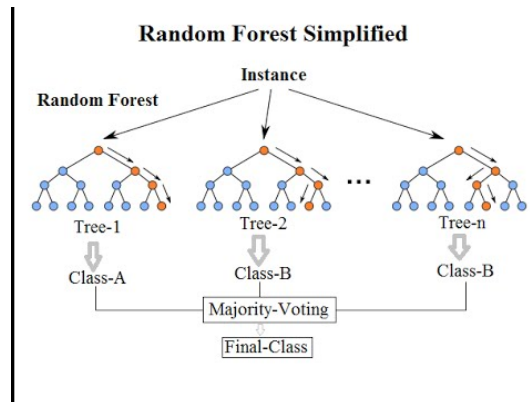 Random Forest Simplified
Instance
Random Forest
...
Tree-1
Tree-2
Tree-n
Class-A
Class-B
Class-B
Majority-Voting
Final-Class